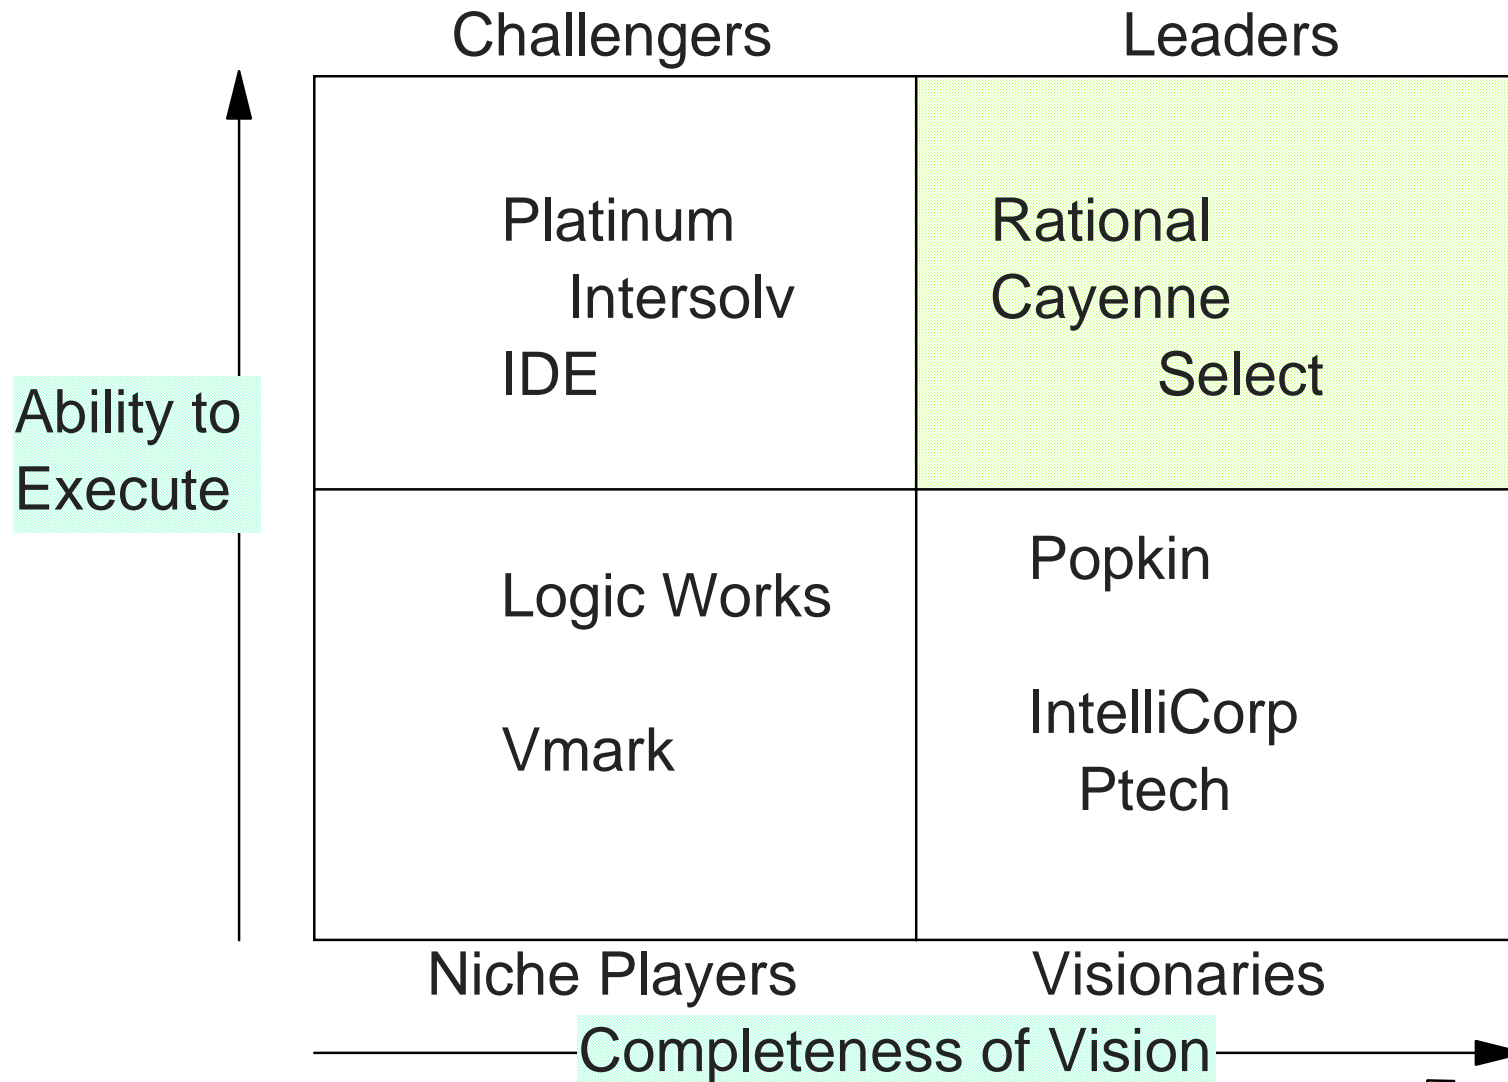 Challengers
Leaders
Platinum
Intersolv
IDE
Rational
Cayenne
Select
Ability to
Execute
Logic Works
Vmark
Popkin
IntelliCorp
Ptech
Niche Players
Visionaries
Completeness of Vision